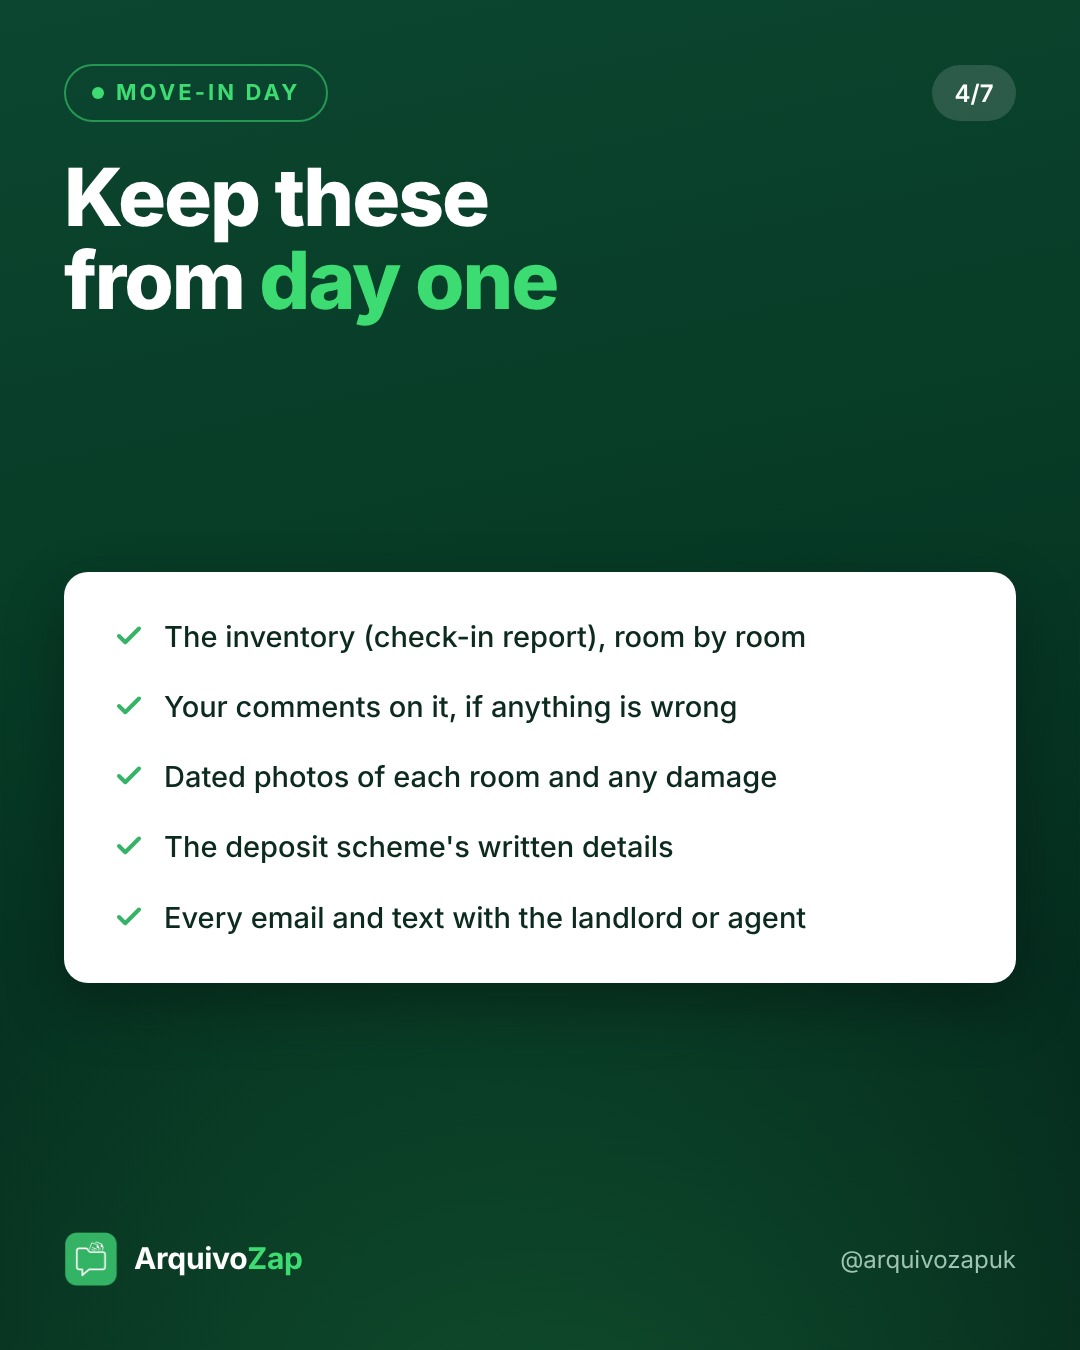 MOVE-IN DAY
4/7
Keep these
from day one
The inventory (check-in report), room by room
Your comments on it, if anything is wrong
Dated photos of each room and any damage
The deposit scheme's written details
Every email and text with the landlord or agent
ArquivoZap
@arquivozapuk